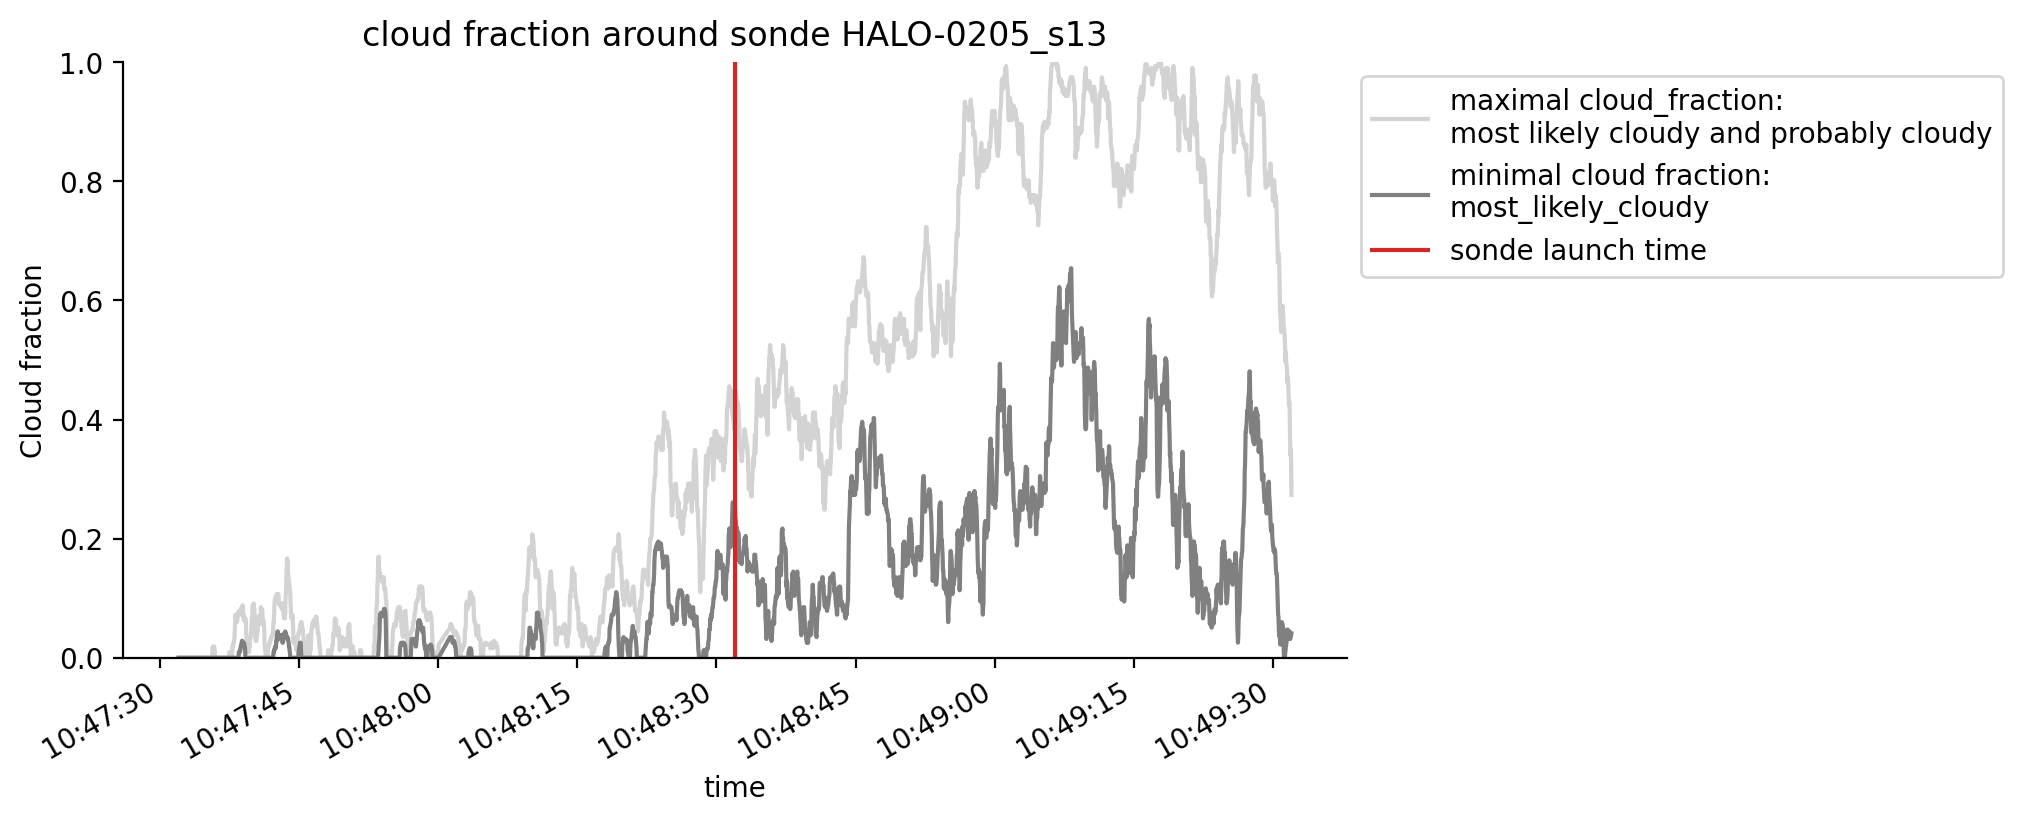 cloud fraction around sonde HALO-0205_s13
1.0
0.8
0.6
0.4
0.2
0.0
Cloud fraction
10:47:30
10:47:45
10:48:00
10:48:15
10:48:30
10:48:45
10:49:00
10:49:15
10:49:30
time
maximal cloud_fraction:
most likely cloudy and probably cloudy
minimal cloud fraction:
most_likely_cloudy
sonde launch time